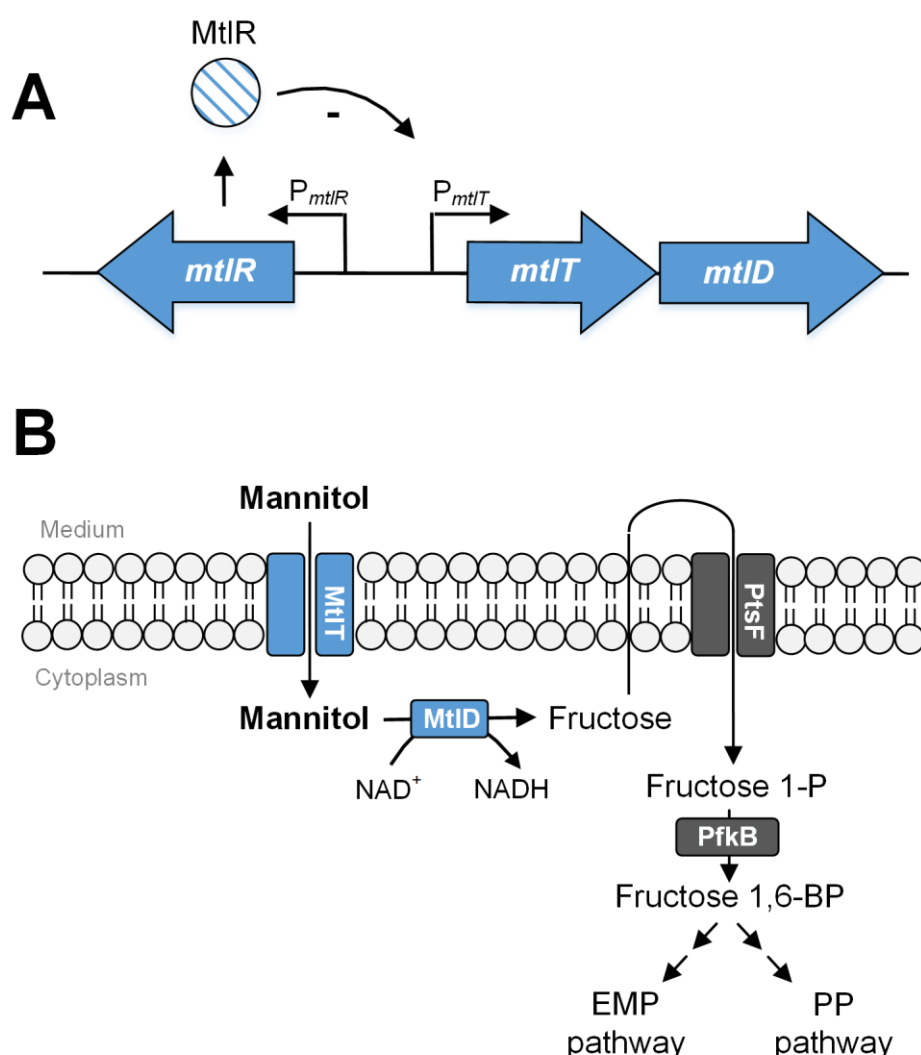 A
MtlR
-
PmtlR
PmtlT
mtlR
mtlT
mtlD
B
Mannitol
Medium
MtlT
PtsF
Cytoplasm
Mannitol
MtlD
Fructose
NAD+
NADH
Fructose 1-P
PfkB
Fructose 1,6-BP
EMP
pathway
PP
pathway